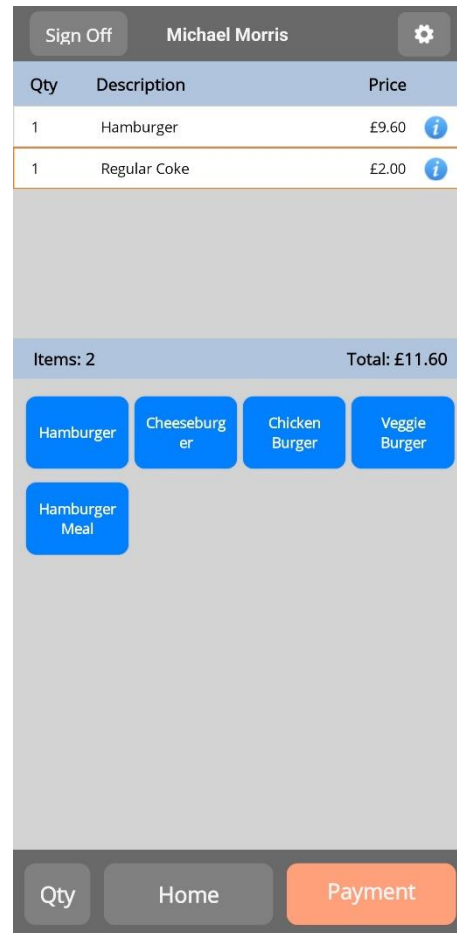 Sign Off Michael Morris
Qty Description Price
1 Hamburger £9.60 i
1 Regular Coke £2.00 i
Items: 2 Total: £11.60
Hamburger
Cheeseburg
er
Chicken
Burger
Veggie
Burger
Hamburger
Meal
Qty Home Payment